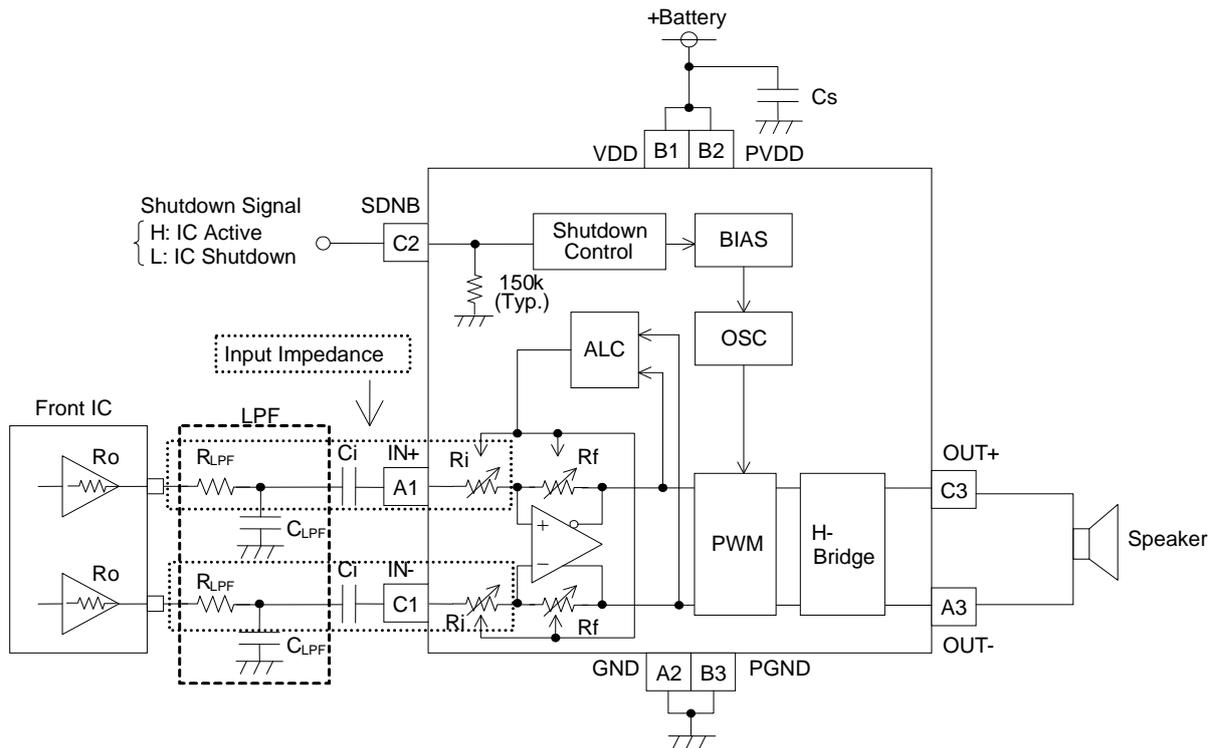 +Battery
Cs
VDD
B1
B2
PVDD
Shutdown Signal
H: IC Active
L: IC Shutdown
SDNB
C2
Shutdown
Control
BIAS
150k
(Typ.)
ALC
OSC
Input Impedance
Front IC
LPF
Ro
RLPF
Ci
IN+
A1
Ri
Rf
OUT+
C3
CLPF
+
PWM
H-
Bridge
Speaker
Ro
RLPF
Ci
IN-
C1
−
Ri
Rf
A3
OUT-
CLPF
GND
A2
B3
PGND